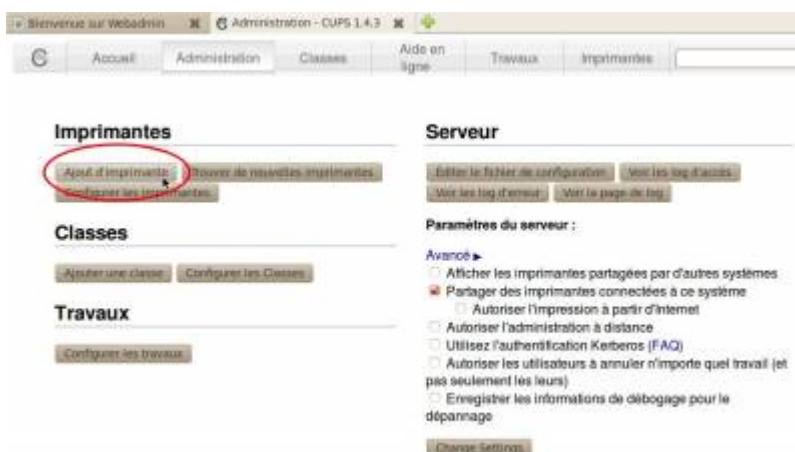 Bienvenue sur Webadmin
Administration - CUPS 1.4.3
Accueil
Administration
Classes
Aide en ligne
Travaux
Imprimantes
Imprimantes
Ajout d'imprimante
Trouver de nouvelles imprimantes
Configurer les imprimantes
Classes
Ajouter une classe
Configurer les Classes
Travaux
Configurer les travaux
Serveur
Editer le fichier de configuration
Voir les log d'accès
Voir les log d'erreur
Voir la page de log
Paramètres du serveur :
Avancé ▸
Afficher les imprimantes partagées par d'autres systèmes
Partager des imprimantes connectées à ce système
Autoriser l'impression à partir d'Internet
Autoriser l'administration à distance
Utilisez l'authentification Kerberos (FAQ)
Autoriser les utilisateurs à annuler n'importe quel travail (et
pas seulement les leurs)
Enregistrer les informations de débogage pour le
dépannage
Change Settings